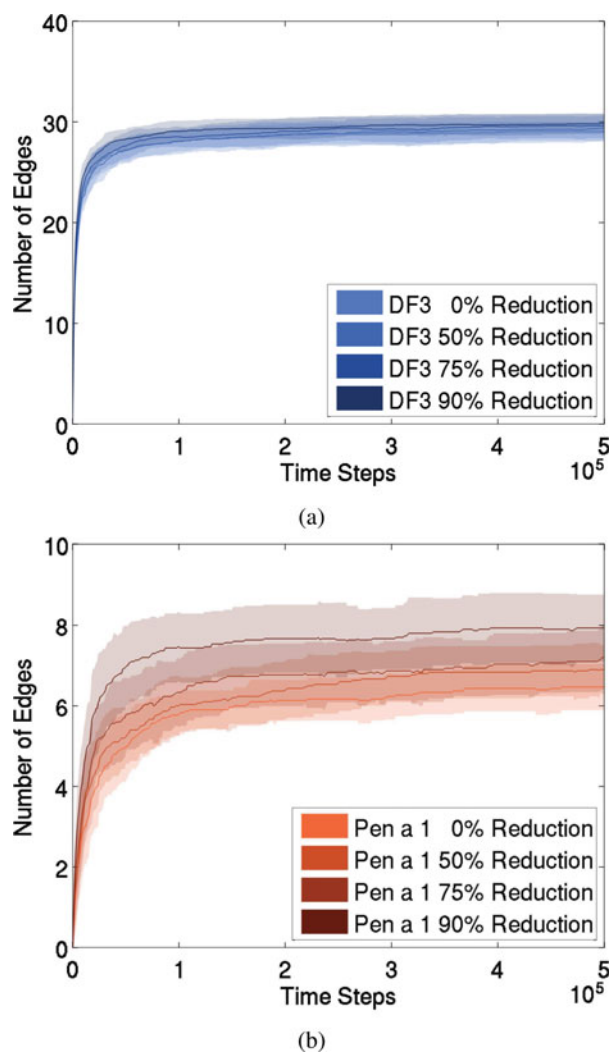 40
30
20
10
0
Number of Edges
DF3 0% Reduction
DF3 50% Reduction
DF3 75% Reduction
DF3 90% Reduction
0 1 2 3 4 5
Time Steps
10^5
(a)
10
8
6
4
2
0
Number of Edges
Pen a 1 0% Reduction
Pen a 1 50% Reduction
Pen a 1 75% Reduction
Pen a 1 90% Reduction
0 1 2 3 4 5
Time Steps
10^5
(b)